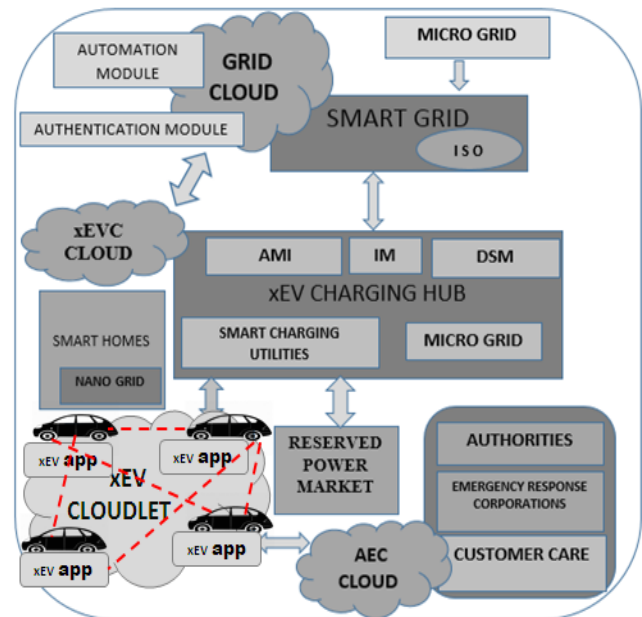 AUTOMATION
MODULE
GRID
CLOUD
MICRO GRID
AUTHENTICATION MODULE
SMART GRID
I S O
xEVC
CLOUD
AMI
IM
DSM
xEV CHARGING HUB
SMART CHARGING
UTILITIES
MICRO GRID
SMART HOMES
NANO GRID
xEV app
xEV app
xEV
CLOUDLET
xEV app
xEV app
RESERVED
POWER
MARKET
AUTHORITIES
EMERGENCY RESPONSE
CORPORATIONS
CUSTOMER CARE
AEC
CLOUD